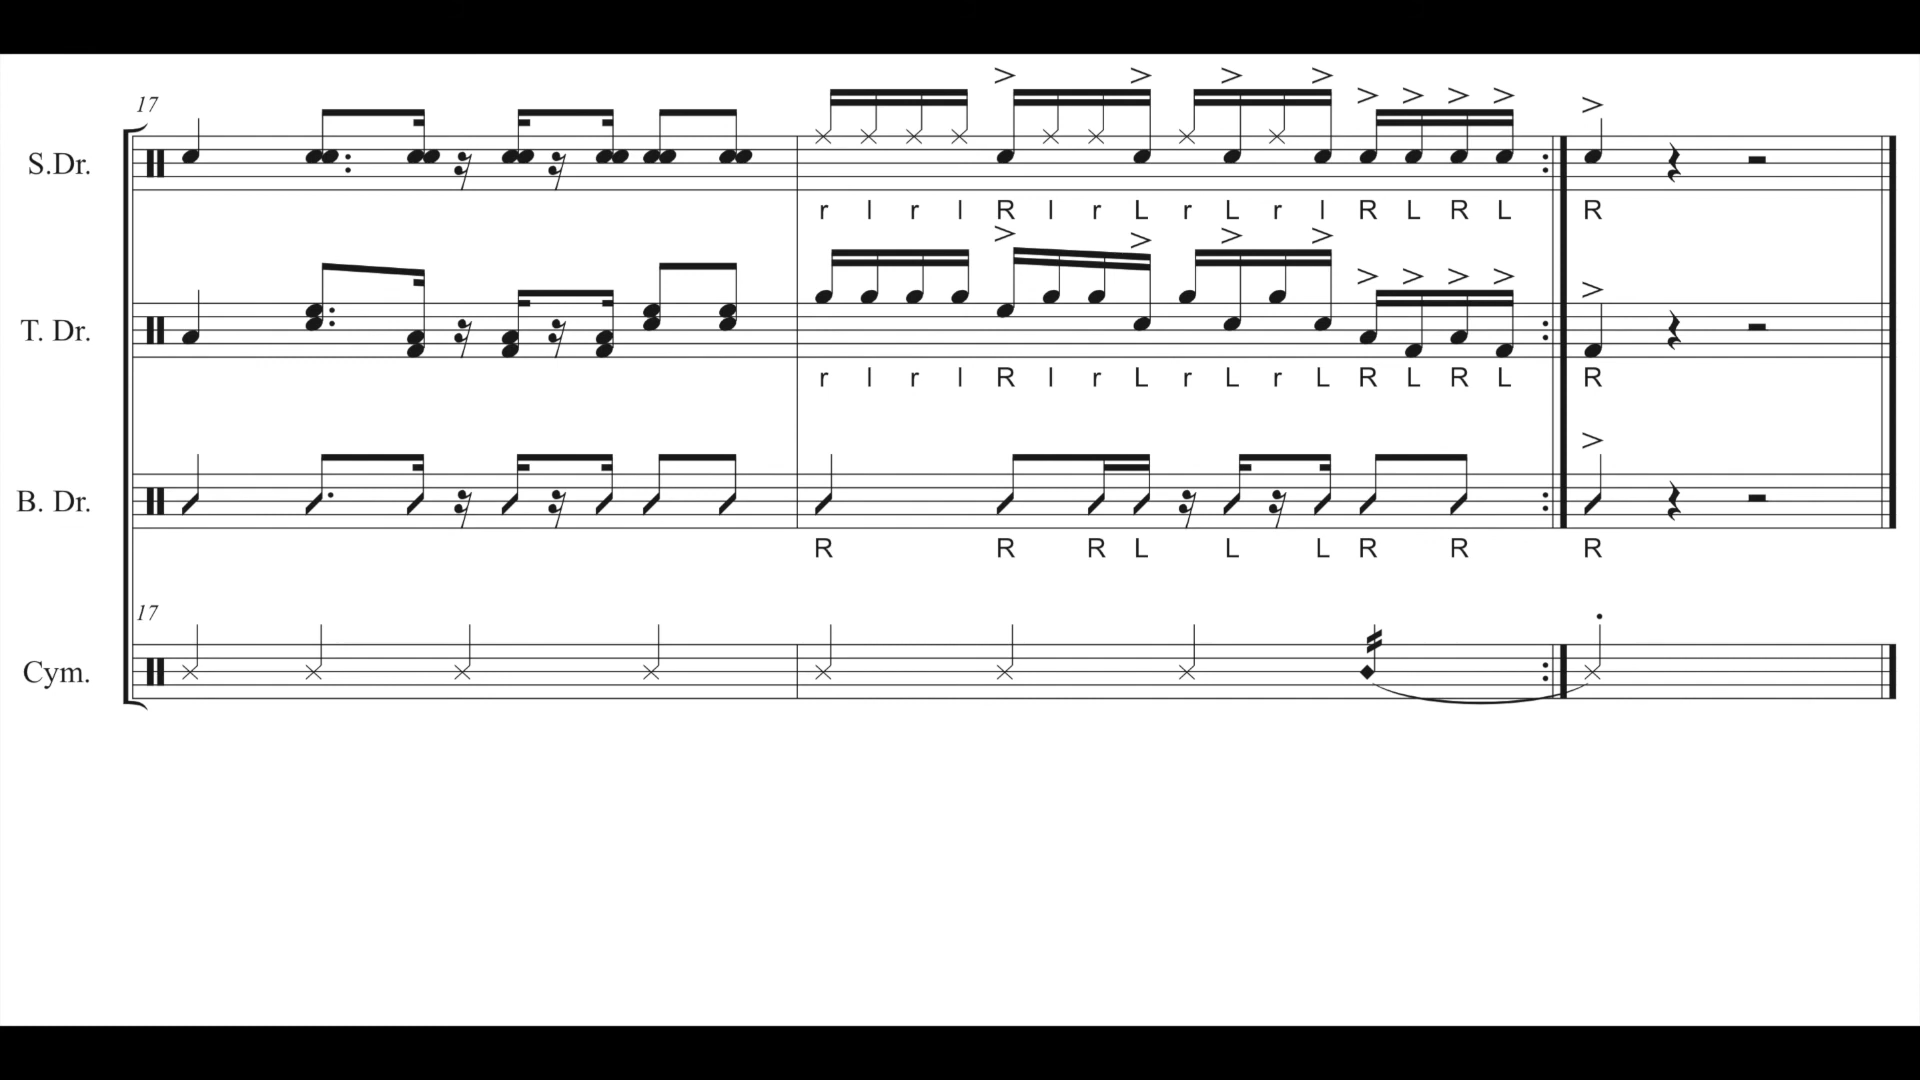 17
S.Dr.
r l r l R l r L r L r l R L R L R
T. Dr.
r l r l R l r L r L r L R L R L R
B. Dr.
R R R L L L R R R
17
Cym.